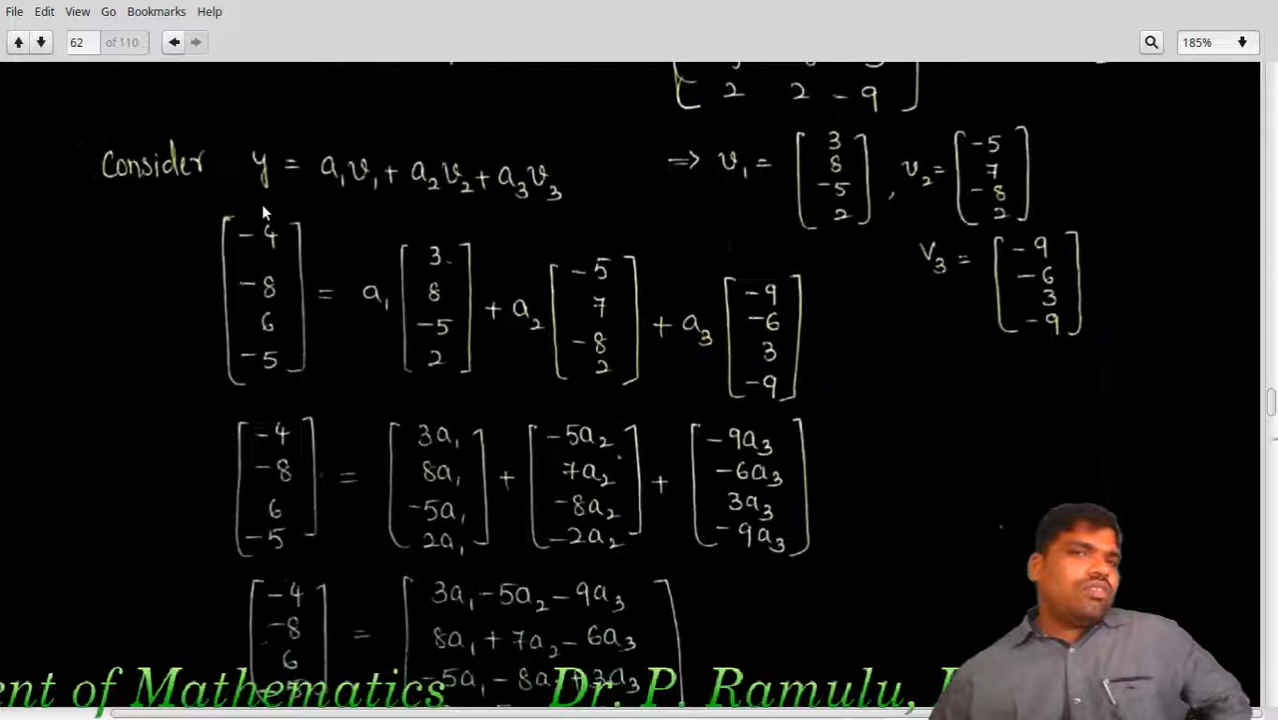 File Edit View Go Bookmarks Help
62 of 110 185%
2 2 -9
Consider y = a₁v₁ + a₂v₂ + a₃v₃ => v₁ = [3 8 -5 2], v₂ = [-5 7 -8 2]
v₃ = [-9 -6 3 -9]
[-4 -8 6 -5] = a₁ [3 8 -5 2] + a₂ [-5 7 -8 2] + a₃ [-9 -6 3 -9]
[-4 -8 6 -5] = [3a₁ 8a₁ -5a₁ 2a₁] + [-5a₂ 7a₂ -8a₂ -2a₂] + [-9a₃ -6a₃ 3a₃ -9a₃]
-4 3a₁ - 5a₂ - 9a₃
-8 = 8a₁ + 7a₂ - 6a₃
6 -5a₁ - 8a₂ + 3a₃
ent of Mathematics Dr. P. Ramulu,